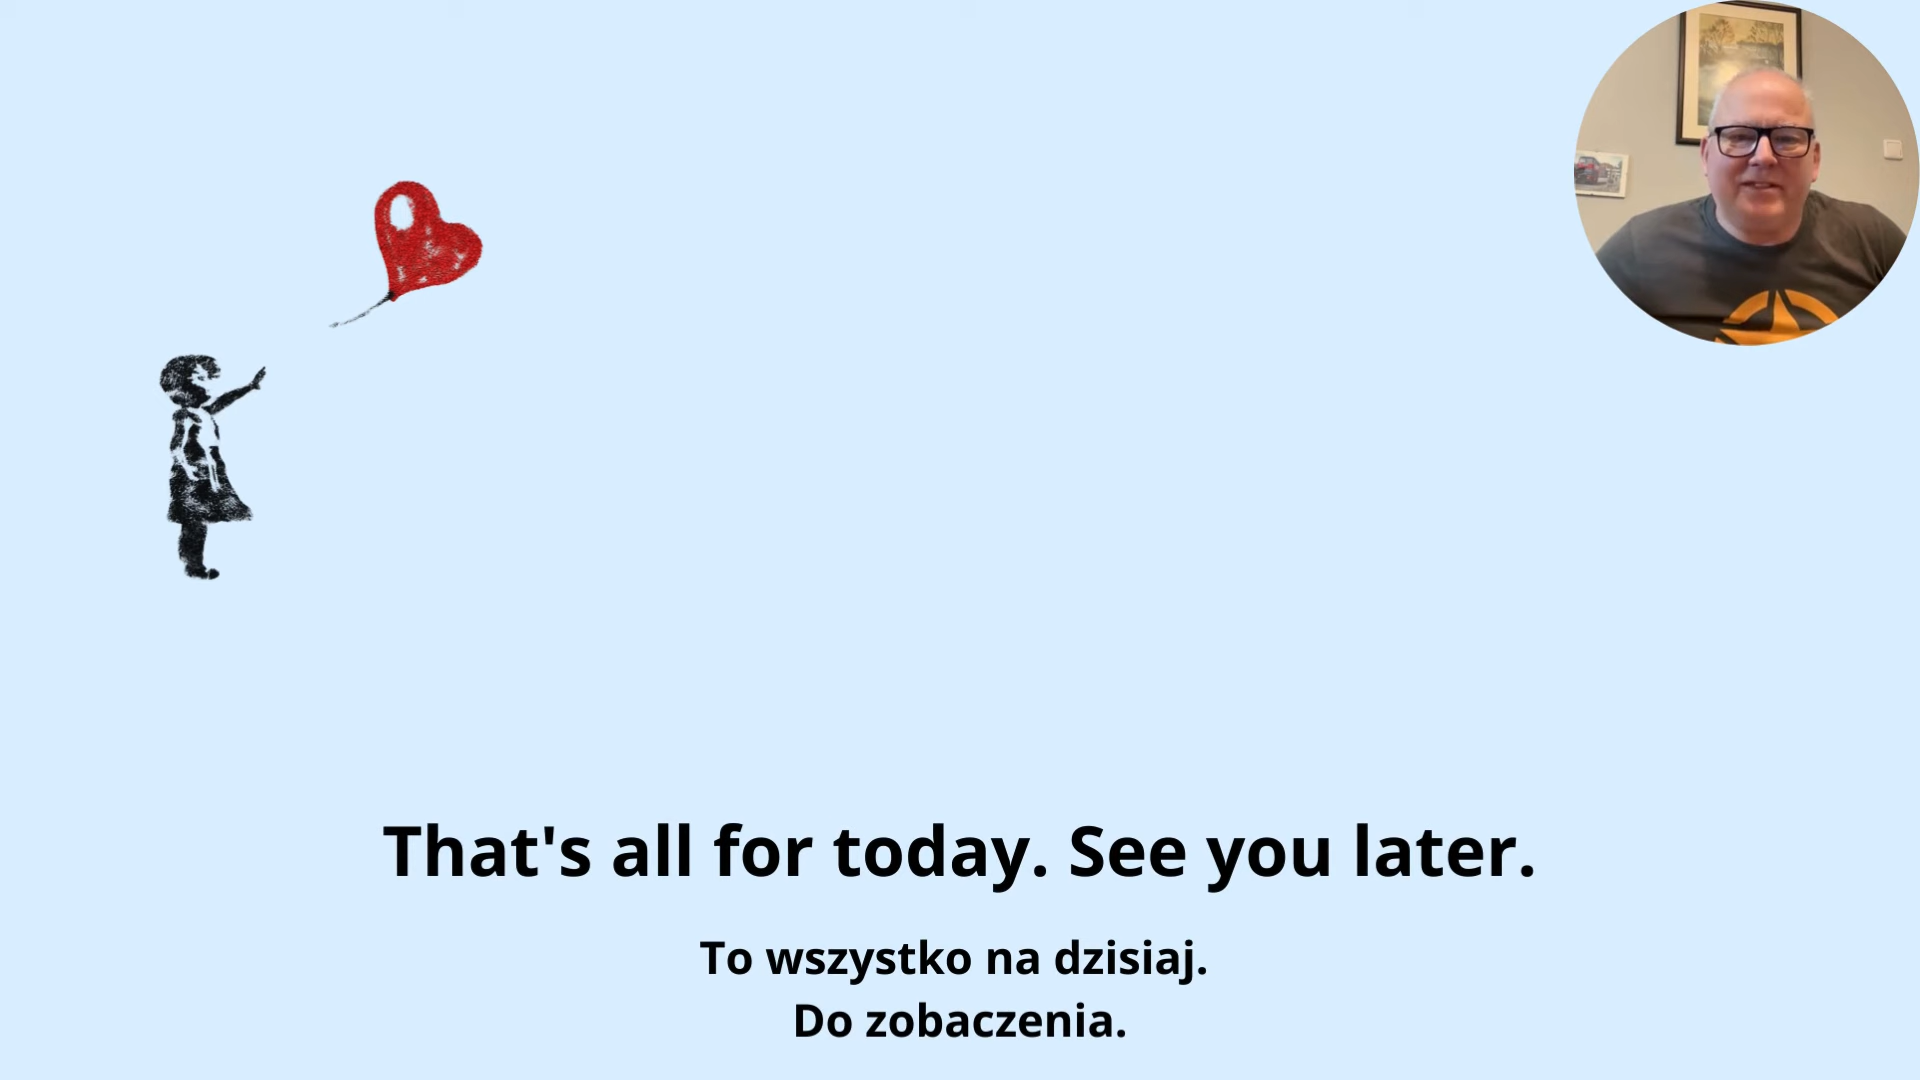 That's all for today. See you later.
To wszystko na dzisiaj.
Do zobaczenia.